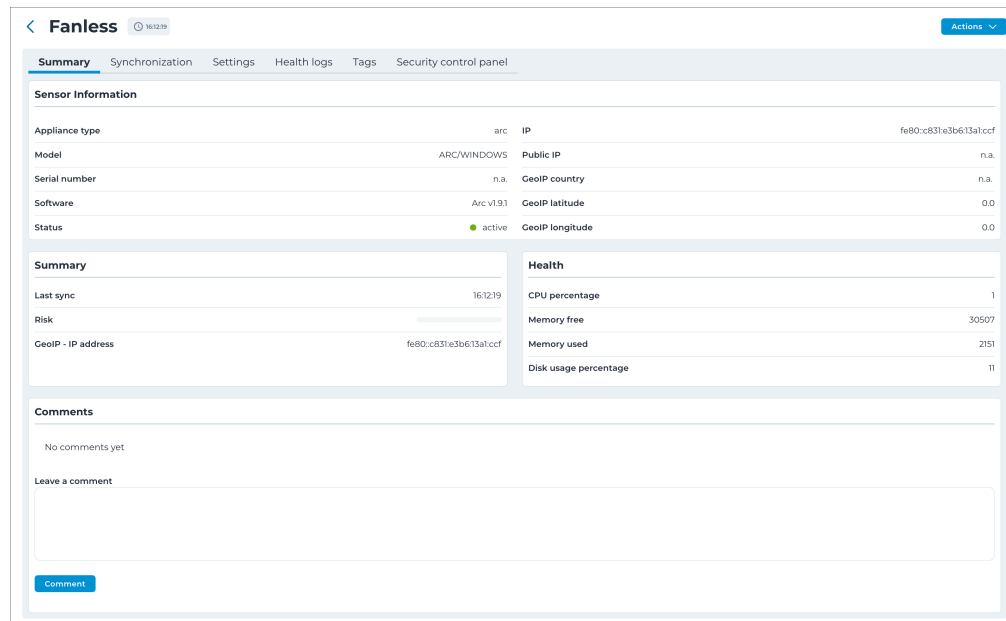 Fanless 16:12:19
Actions
Summary Synchronization Settings Health logs Tags Security control panel
Sensor Information
Appliance type arc IP fe80::c831:e3b6:13a1:ccf
Model ARC/WINDOWS Public IP n.a.
Serial number n.a. GeoIP country n.a.
Software Arc v1.9.1 GeoIP latitude 0.0
Status active GeoIP longitude 0.0
Summary
Last sync 16:12:19
Risk
GeoIP - IP address fe80::c831:e3b6:13a1:ccf
Health
CPU percentage 1
Memory free 30507
Memory used 2151
Disk usage percentage 11
Comments
No comments yet
Leave a comment
Comment